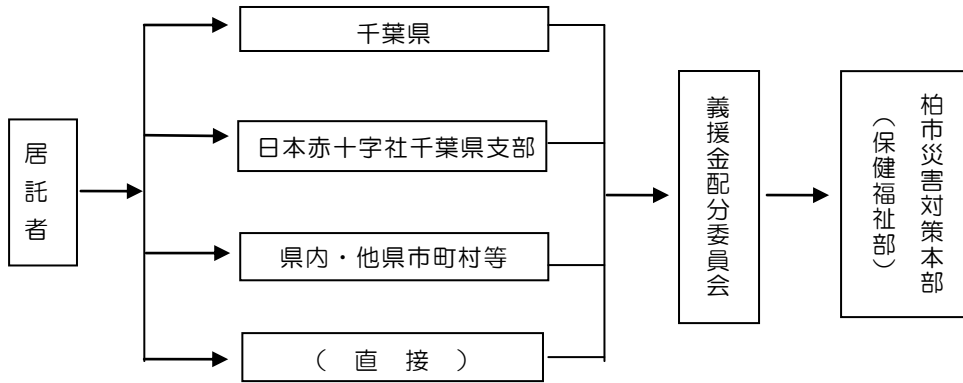 居託者
千葉県
日本赤十字社千葉県支部
県内・他県市町村等
（　直　接　）
義援金配分委員会
柏市災害対策本部
（保健福祉部）